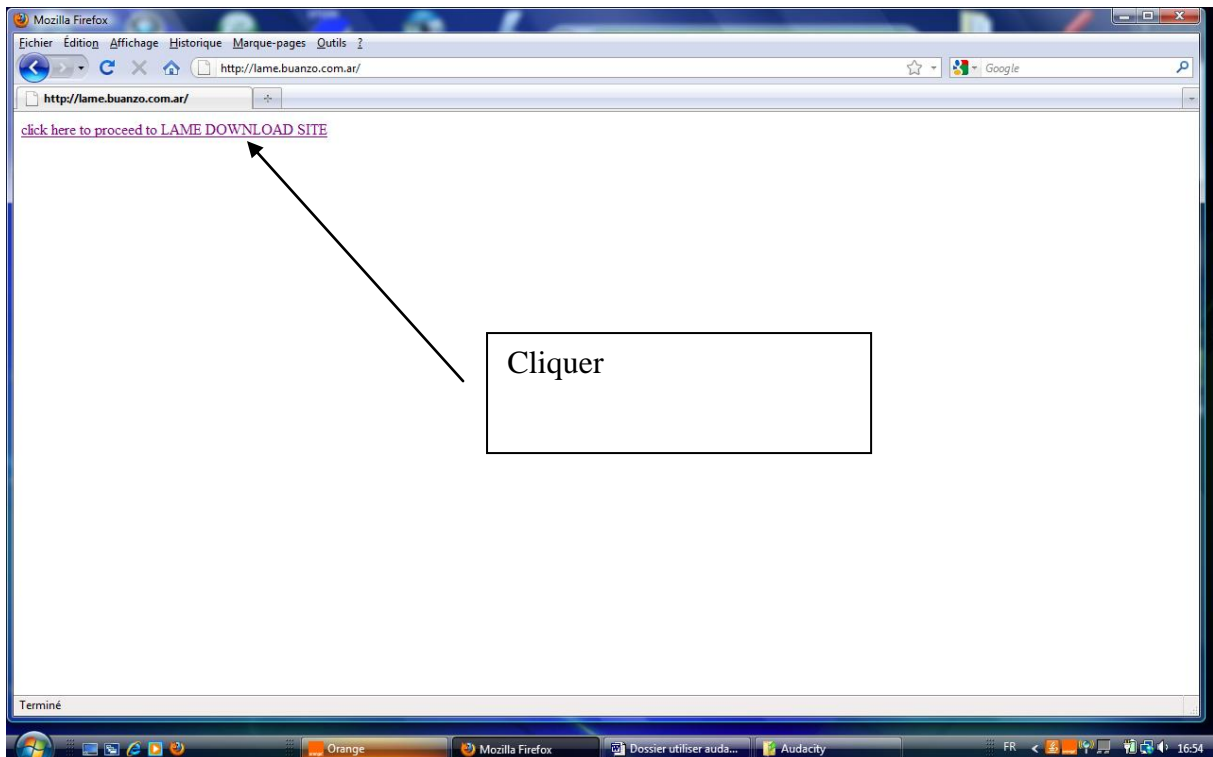 Mozilla Firefox
Fichier Édition Affichage Historique Marque-pages Outils ?
http://lame.buanzo.com.ar/
Google
http://lame.buanzo.com.ar/
click here to proceed to LAME DOWNLOAD SITE
Cliquer
Terminé
Orange
Mozilla Firefox
Dossier utiliser auda...
Audacity
FR
16:54